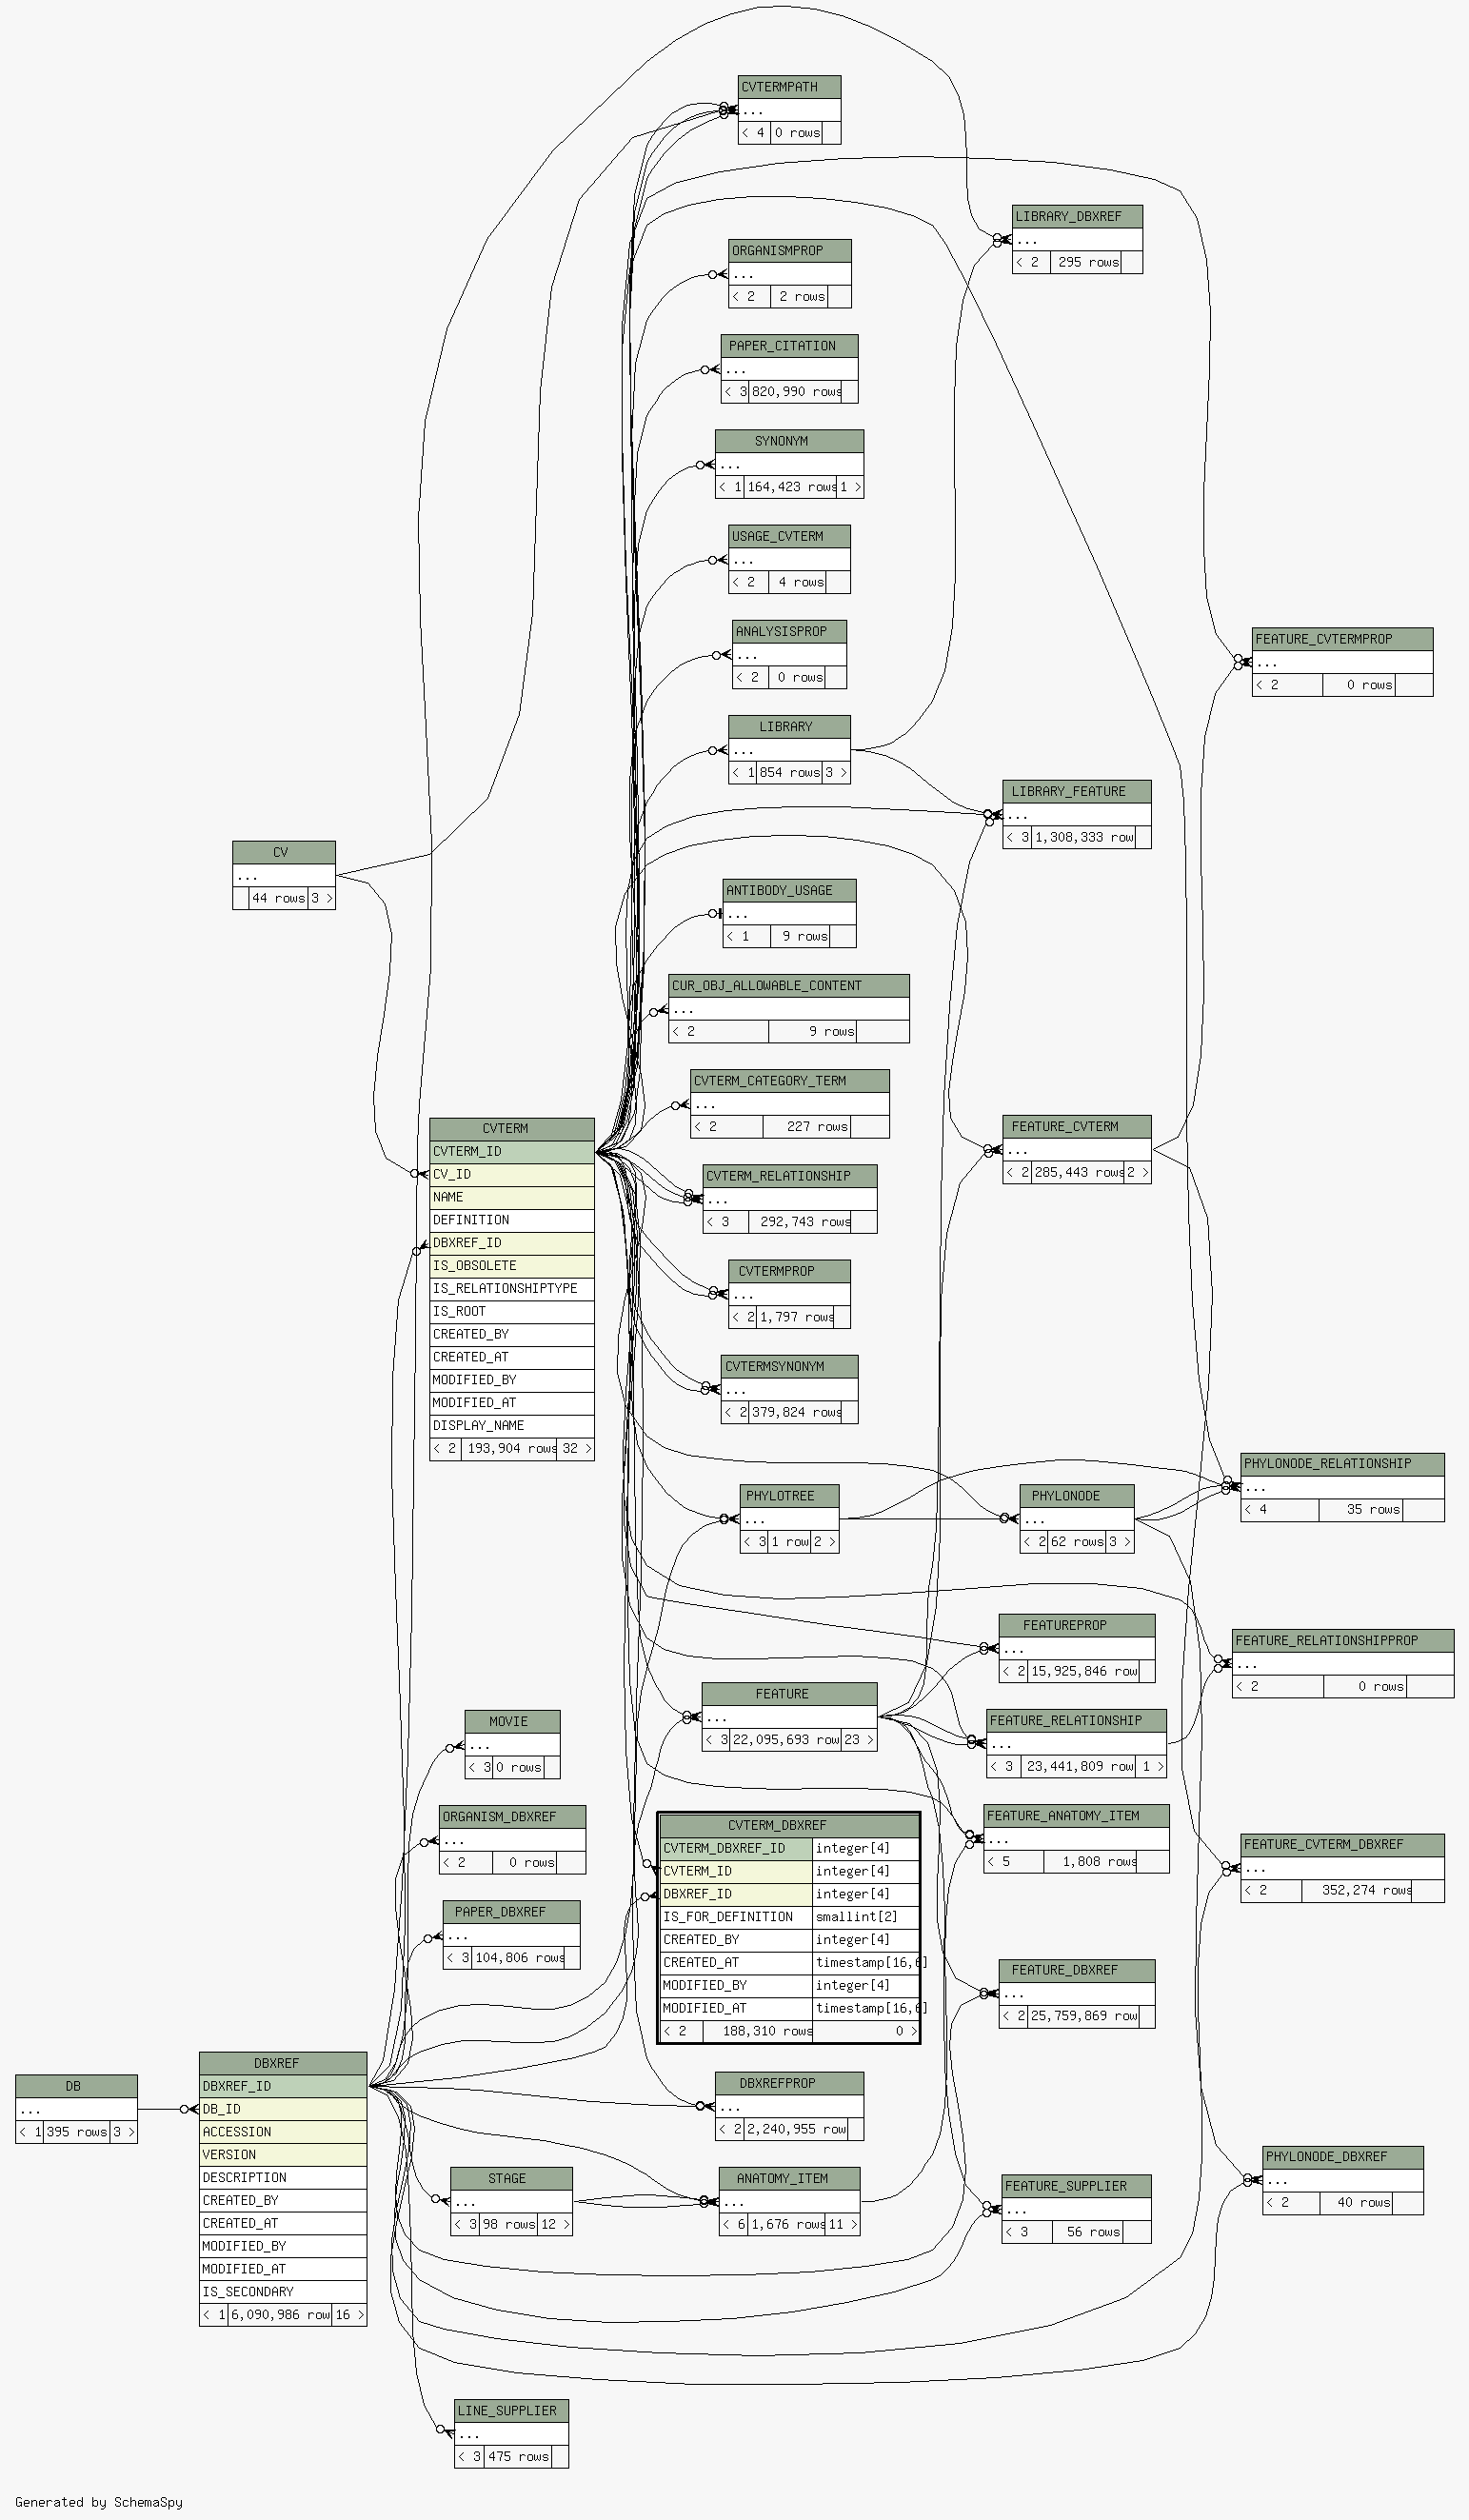 CVTERMPATH
...
< 4 0 rows
LIBRARY_DBXREF
...
< 2 295 rows
ORGANISMPROP
...
< 2 2 rows
PAPER_CITATION
...
< 3 820,990 rows
SYNONYM
...
< 1 164,423 rows 1 >
USAGE_CVTERM
...
< 2 4 rows
ANALYSISPROP
...
< 2 0 rows
FEATURE_CVTERMPROP
...
< 2 0 rows
LIBRARY
...
< 1 854 rows 3 >
LIBRARY_FEATURE
...
< 3 1,308,333 row
CV
...
44 rows 3 >
ANTIBODY_USAGE
...
< 1 9 rows
CUR_OBJ_ALLOWABLE_CONTENT
...
< 2 9 rows
CVTERM_CATEGORY_TERM
...
< 2 227 rows
FEATURE_CVTERM
...
< 2 285,443 rows 2 >
CVTERM
CVTERM_ID
CV_ID
NAME
DEFINITION
DBXREF_ID
IS_OBSOLETE
IS_RELATIONSHIPTYPE
IS_ROOT
CREATED_BY
CREATED_AT
MODIFIED_BY
MODIFIED_AT
DISPLAY_NAME
< 2 193,904 rows 32 >
CVTERM_RELATIONSHIP
...
< 3 292,743 rows
CVTERMPROP
...
< 2 1,797 rows
CVTERMSYNONYM
...
< 2 379,824 rows
PHYLOTREE
...
< 3 1 row 2 >
PHYLONODE
...
< 2 62 rows 3 >
PHYLONODE_RELATIONSHIP
...
< 4 35 rows
FEATUREPROP
...
< 2 15,925,846 row
FEATURE_RELATIONSHIPPROP
...
< 2 0 rows
FEATURE
...
< 3 22,095,693 row 23 >
FEATURE_RELATIONSHIP
...
< 3 23,441,809 row 1 >
MOVIE
...
< 3 0 rows
ORGANISM_DBXREF
...
< 2 0 rows
PAPER_DBXREF
...
< 3 104,806 rows
CVTERM_DBXREF
CVTERM_DBXREF_ID integer[4]
CVTERM_ID integer[4]
DBXREF_ID integer[4]
IS_FOR_DEFINITION smallint[2]
CREATED_BY integer[4]
CREATED_AT timestamp[16,6]
MODIFIED_BY integer[4]
MODIFIED_AT timestamp[16,6]
< 2 188,310 rows 0 >
FEATURE_ANATOMY_ITEM
...
< 5 1,808 rows
FEATURE_CVTERM_DBXREF
...
< 2 352,274 rows
FEATURE_DBXREF
...
< 2 25,759,869 row
DB
...
< 1 395 rows 3 >
DBXREF
DBXREF_ID
DB_ID
ACCESSION
VERSION
DESCRIPTION
CREATED_BY
CREATED_AT
MODIFIED_BY
MODIFIED_AT
IS_SECONDARY
< 1 6,090,986 row 16 >
DBXREFPROP
...
< 2 2,240,955 row
STAGE
...
< 3 98 rows 12 >
ANATOMY_ITEM
...
< 6 1,676 rows 11 >
FEATURE_SUPPLIER
...
< 3 56 rows
PHYLONODE_DBXREF
...
< 2 40 rows
LINE_SUPPLIER
...
< 3 475 rows
Generated by SchemaSpy